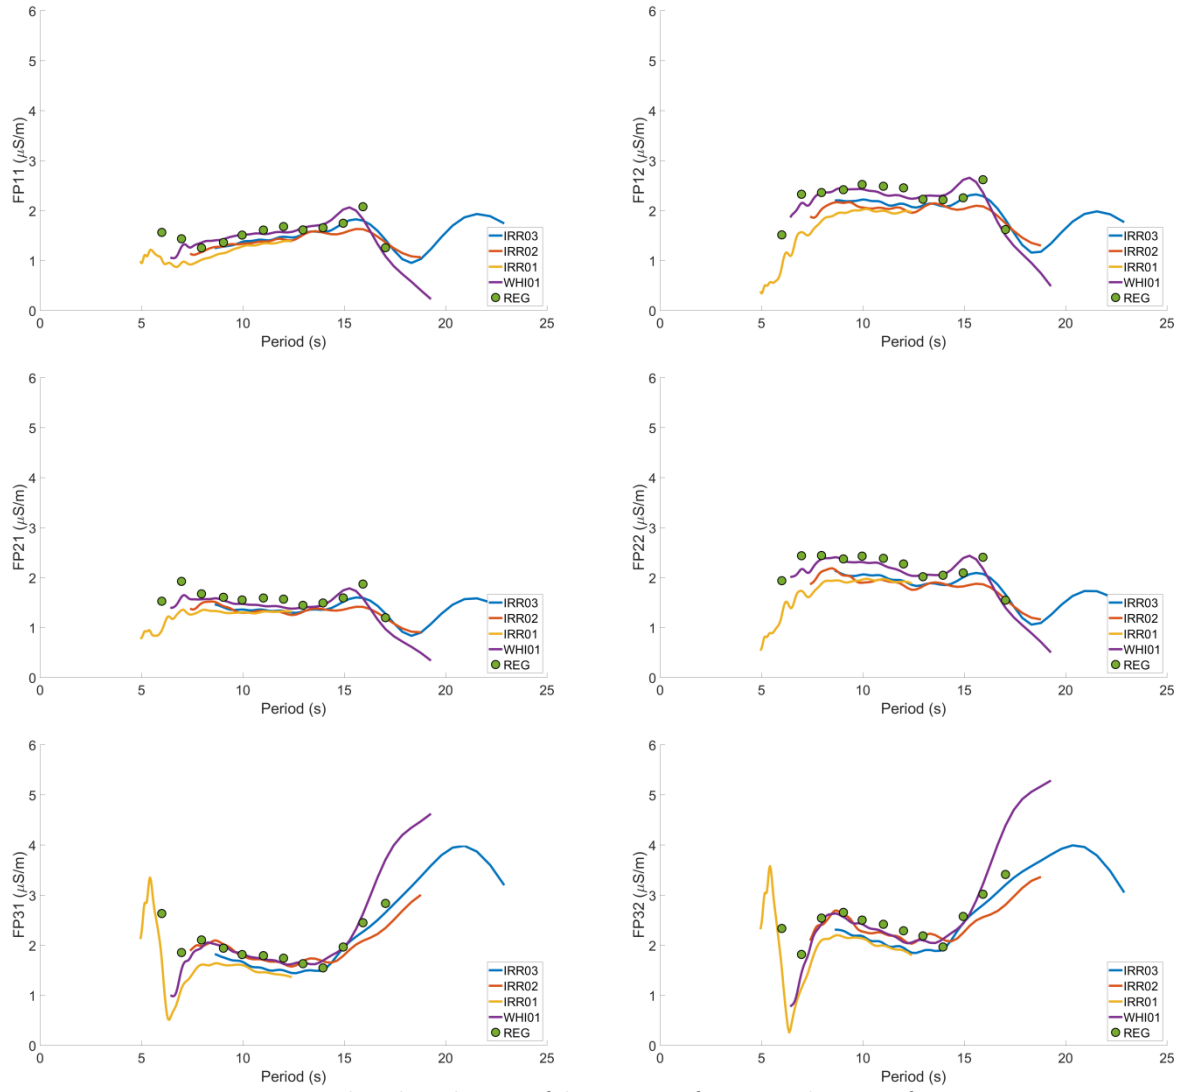 6
5
4
3
2
1
0
FP11 (μS/m)
0 5 10 15 20 25
Period (s)
IRR03
IRR02
IRR01
WHI01
REG
6
5
4
3
2
1
0
FP12 (μS/m)
0 5 10 15 20 25
Period (s)
IRR03
IRR02
IRR01
WHI01
REG
6
5
4
3
2
1
0
FP21 (μS/m)
0 5 10 15 20 25
Period (s)
IRR03
IRR02
IRR01
WHI01
REG
6
5
4
3
2
1
0
FP22 (μS/m)
0 5 10 15 20 25
Period (s)
IRR03
IRR02
IRR01
WHI01
REG
6
5
4
3
2
1
0
FP31 (μS/m)
0 5 10 15 20 25
Period (s)
IRR03
IRR02
IRR01
WHI01
REG
6
5
4
3
2
1
0
FP32 (μS/m)
0 5 10 15 20 25
Period (s)
IRR03
IRR02
IRR01
WHI01
REG